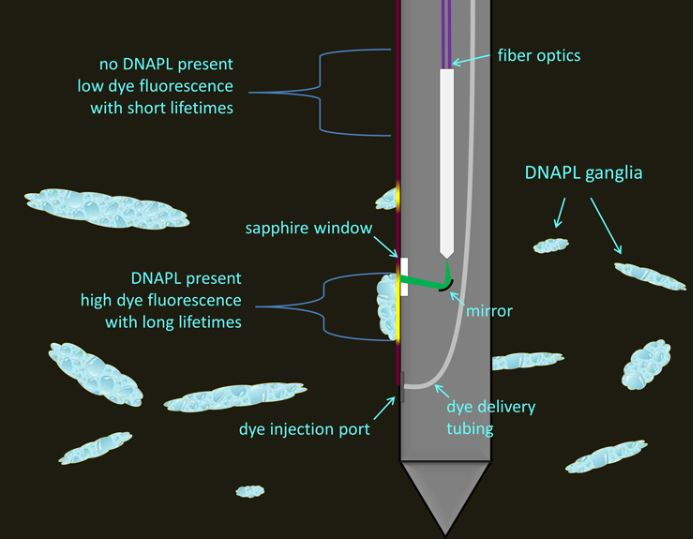 no DNAPL present
low dye fluorescence
with short lifetimes
fiber optics
DNAPL ganglia
sapphire window
DNAPL present
high dye fluorescence
with long lifetimes
mirror
dye delivery
tubing
dye injection port